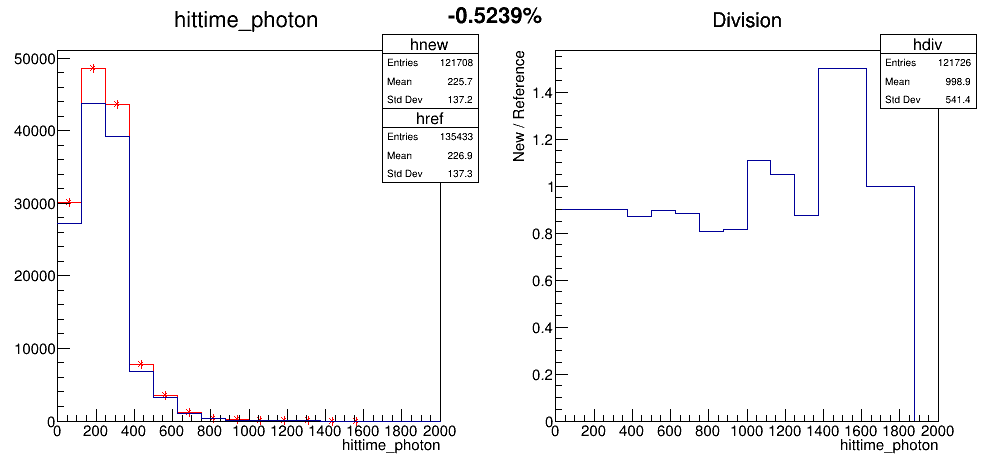 -0.5239%
hittime_photon
hnew
Entries 121708
Mean 225.7
Std Dev 137.2
href
Entries 135433
Mean 226.9
Std Dev 137.3
50000
40000
30000
20000
10000
0
0 200 400 600 800 1000 1200 1400 1600 1800 2000
hittime_photon
Division
hdiv
Entries 121726
Mean 998.9
Std Dev 541.4
New / Reference
1.4
1.2
1
0.8
0.6
0.4
0.2
0
0 200 400 600 800 1000 1200 1400 1600 1800 2000
hittime_photon